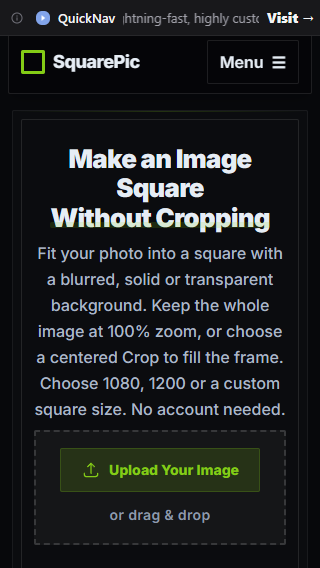 QuickNav
htning-fast, highly custo
Visit →
SquarePic
Menu
Make an Image
Square
Without Cropping
Fit your photo into a square with
a blurred, solid or transparent
background. Keep the whole
image at 100% zoom, or choose
a centered Crop to fill the frame.
Choose 1080, 1200 or a custom
square size. No account needed.
Upload Your Image
or drag & drop